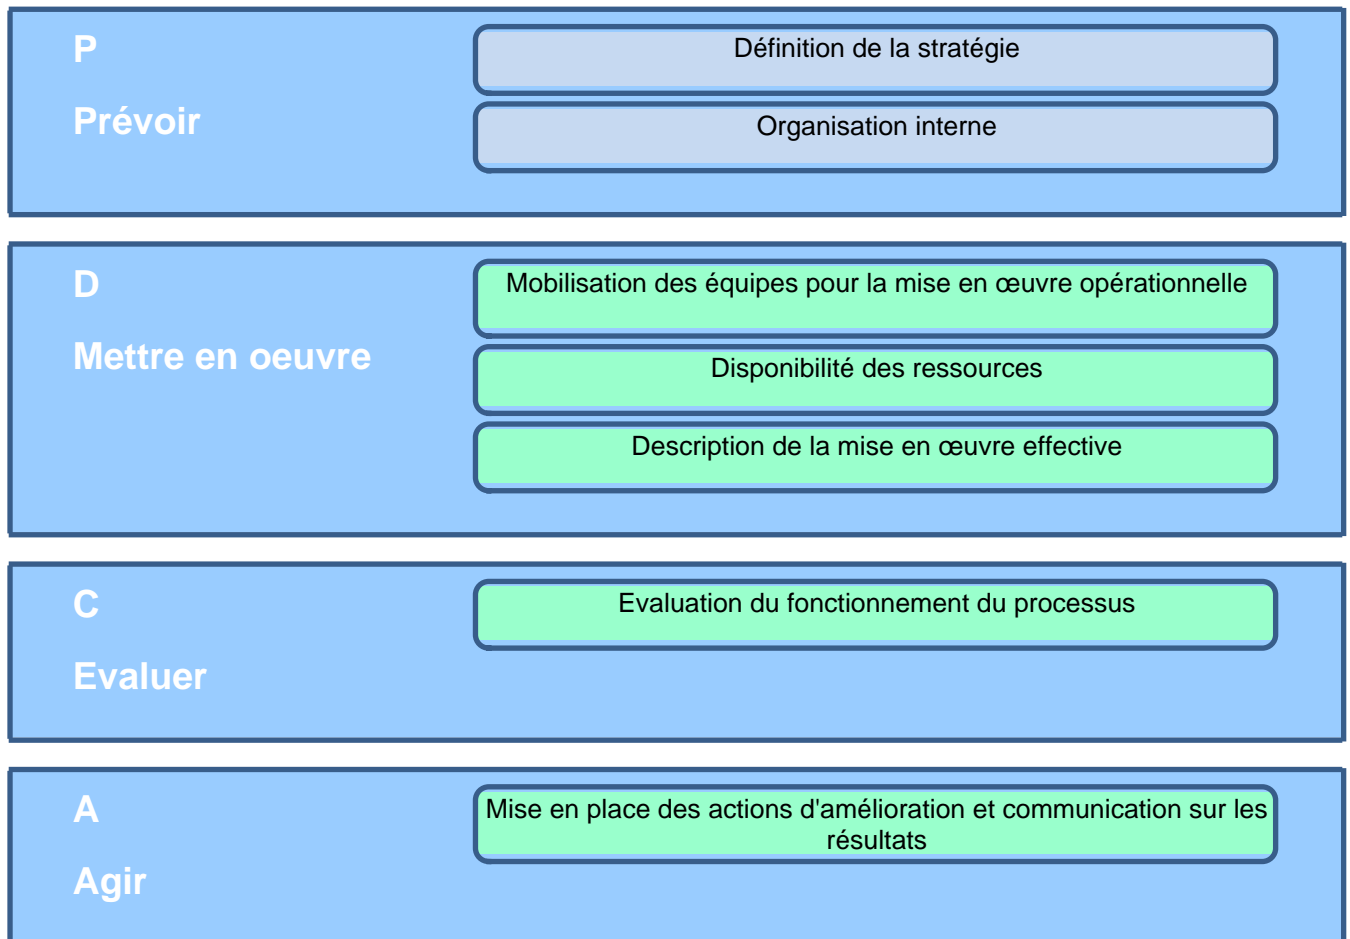 P
Prévoir
Définition de la stratégie
Organisation interne
D
Mettre en oeuvre
Mobilisation des équipes pour la mise en œuvre opérationnelle
Disponibilité des ressources
Description de la mise en œuvre effective
C
Evaluer
Evaluation du fonctionnement du processus
A
Agir
Mise en place des actions d'amélioration et communication sur les
résultats